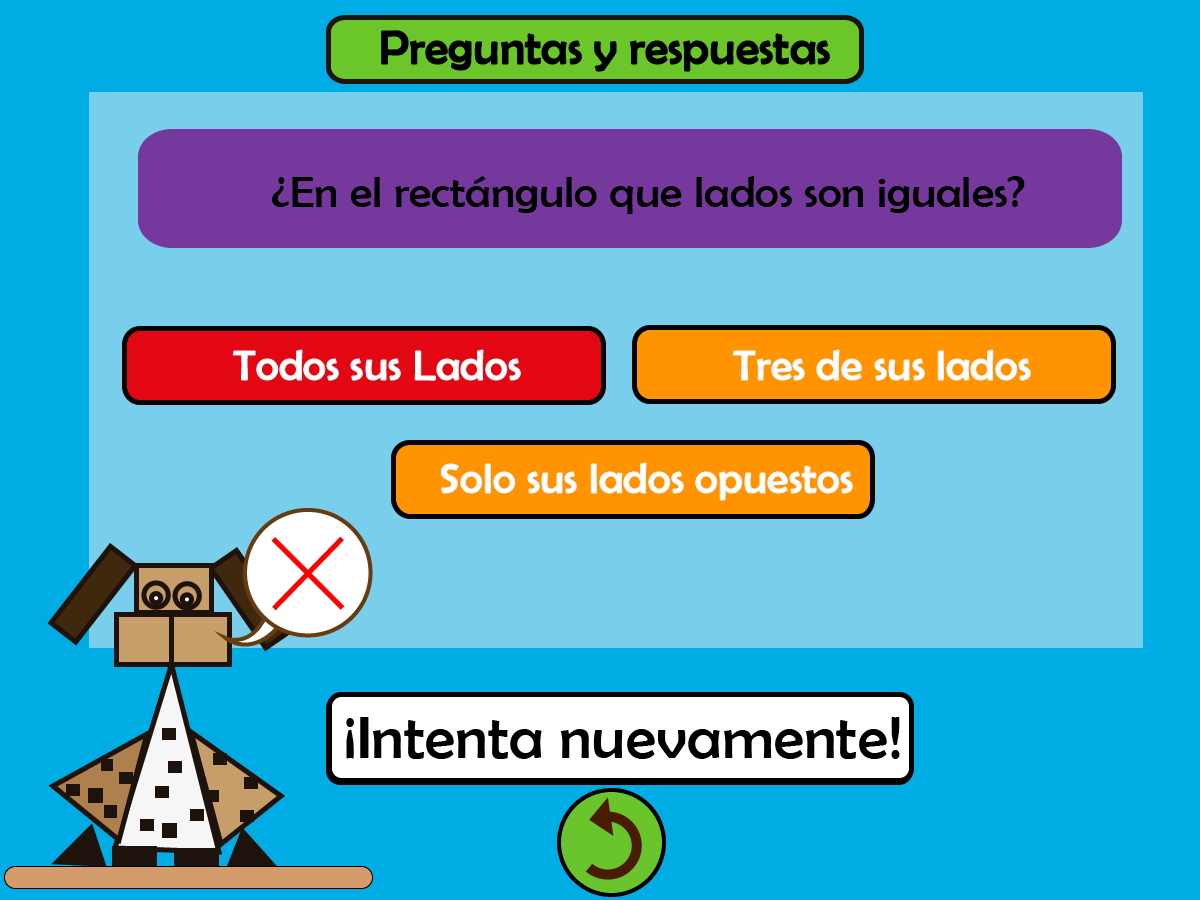 Preguntas y respuestas
¿En el rectángulo que lados son iguales?
Todos sus Lados
Tres de sus lados
Solo sus lados opuestos
¡Intenta nuevamente!